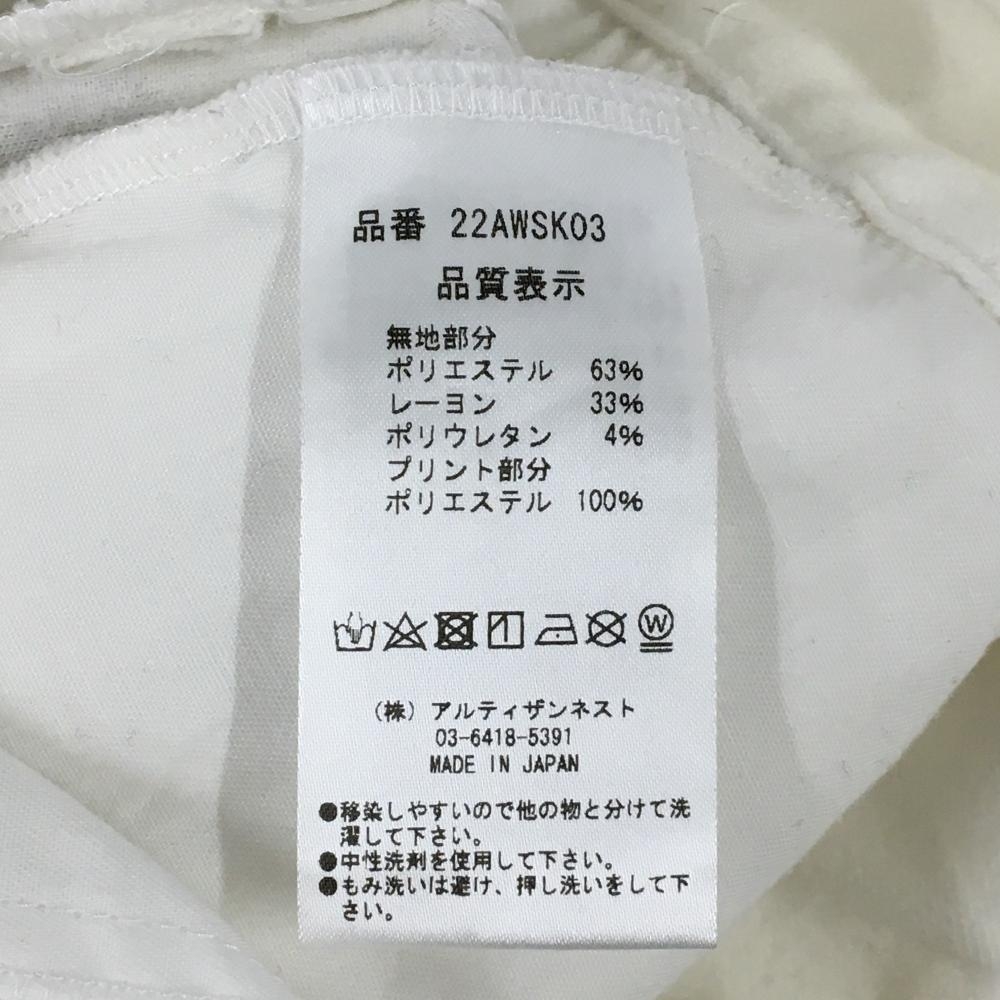 品番 22AWSK03
品質表示
無地部分
ポリエステル 63%
レーヨン 33%
ポリウレタン 4%
プリント部分
ポリエステル 100%
W
(株)アルティザンネスト
03-6418-5391
MADE IN JAPAN
●移染しやすいので他の物と分けて洗
濯して下さい。
●中性洗剤を使用して下さい。
●もみ洗いは避け、押し洗いをして下
さい。